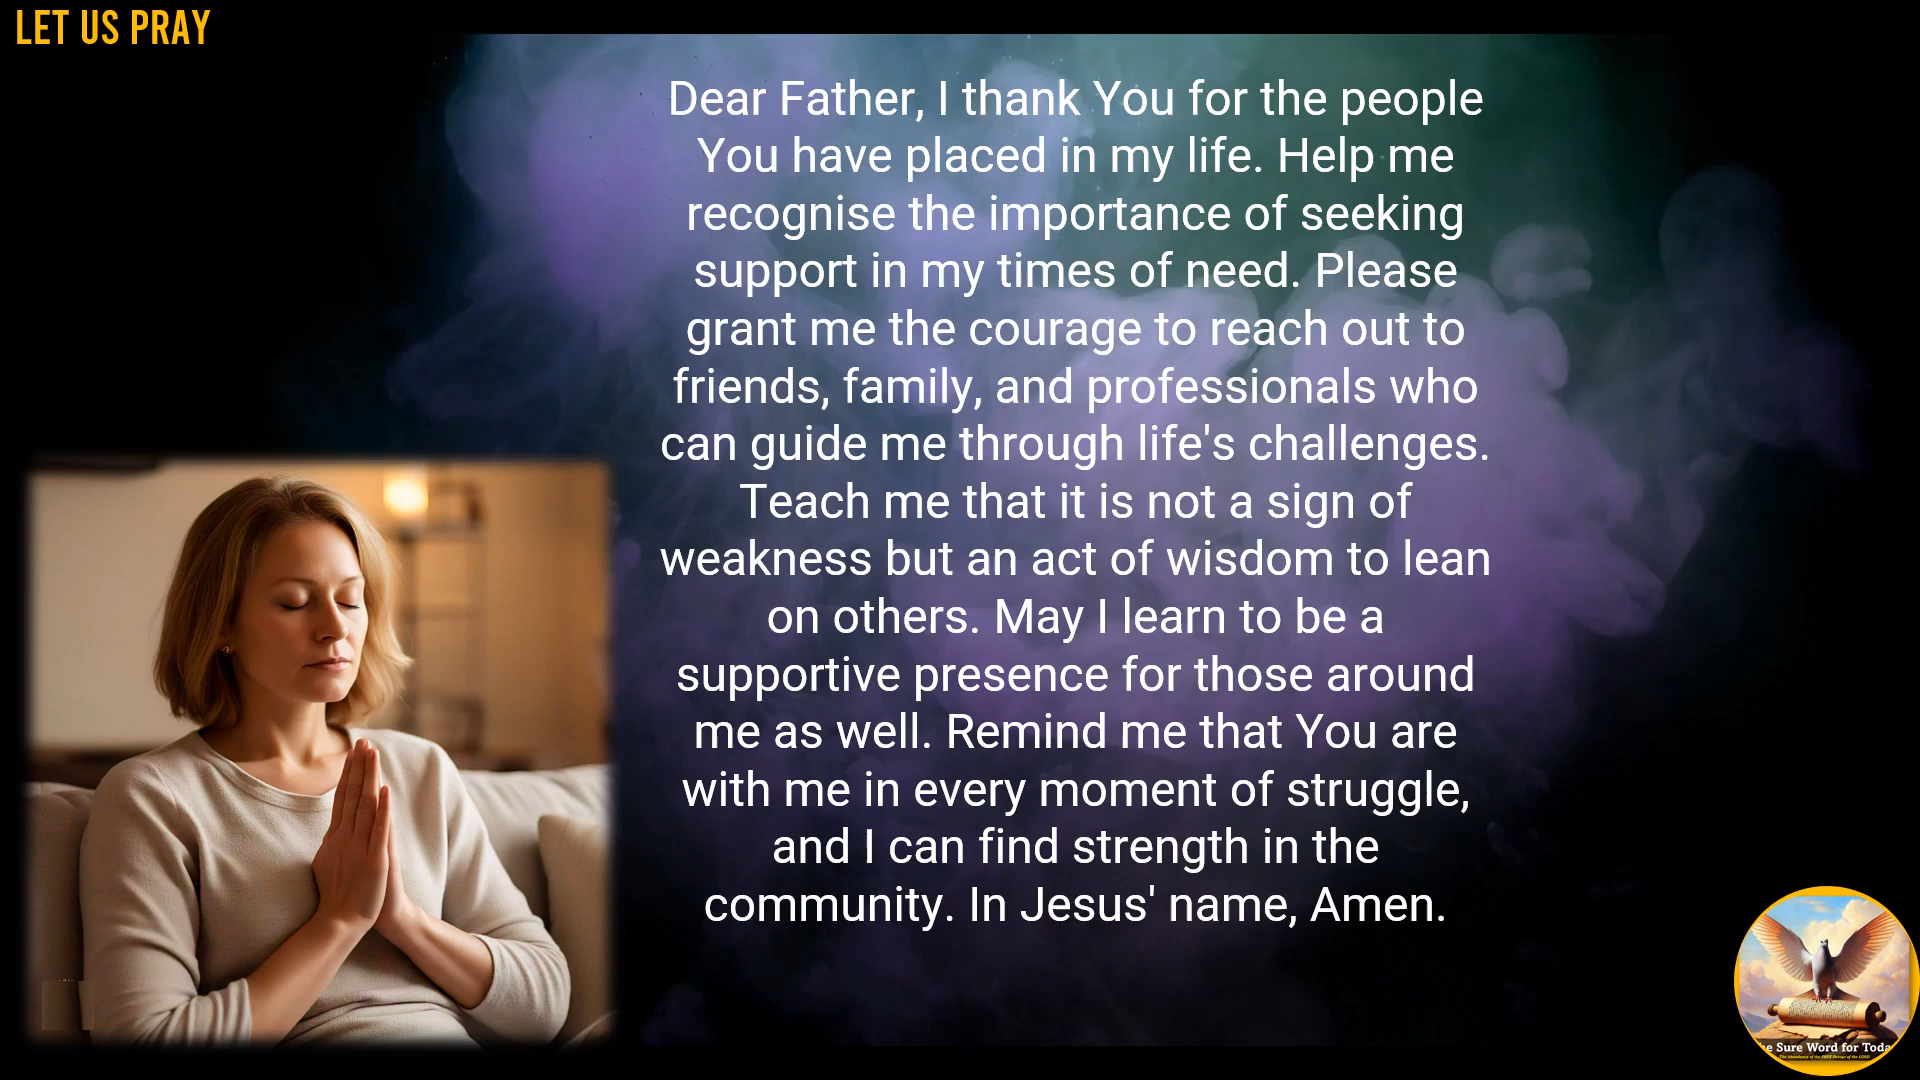 LET US PRAY
Dear Father, I thank You for the people
You have placed in my life. Help me
recognise the importance of seeking
support in my times of need. Please
grant me the courage to reach out to
friends, family, and professionals who
can guide me through life's challenges.
Teach me that it is not a sign of
weakness but an act of wisdom to lean
on others. May I learn to be a
supportive presence for those around
me as well. Remind me that You are
with me in every moment of struggle,
and I can find strength in the
community. In Jesus' name, Amen.
Sure Word for Toda